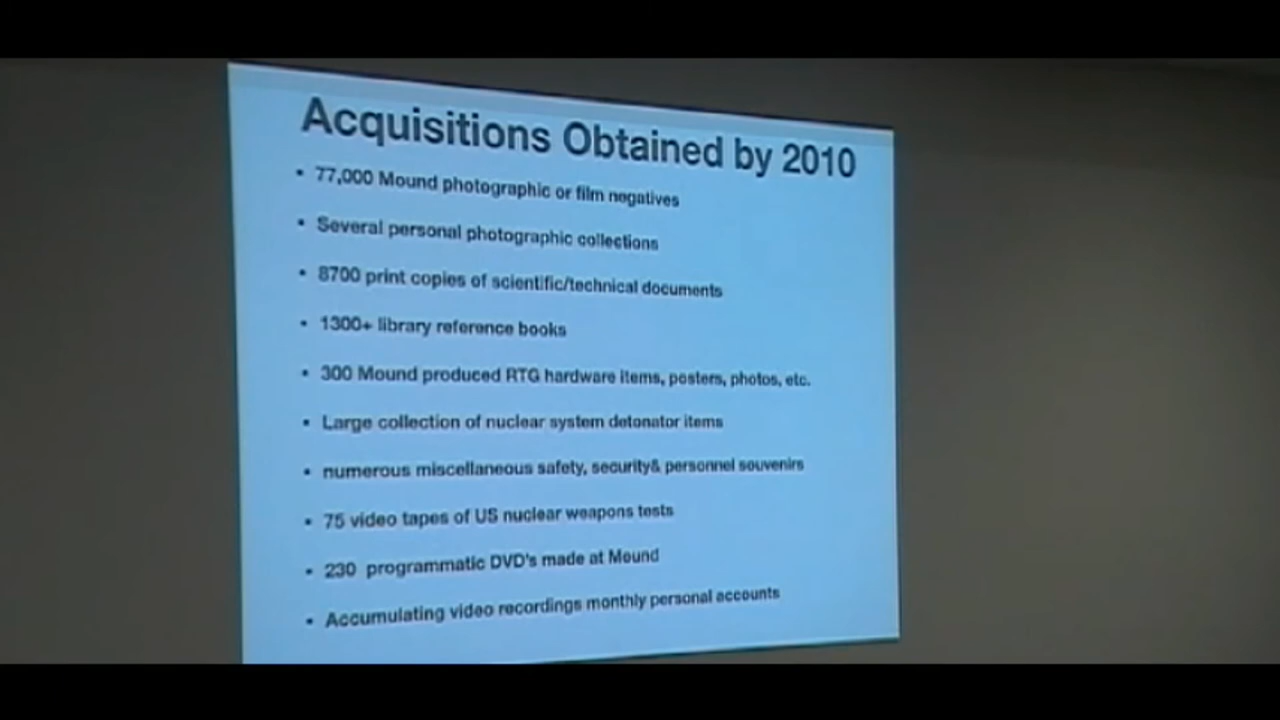 Acquisitions Obtained by 2010
• 77,000 Mound photographic or film negatives
• Several personal photographic collections
• 8700 print copies of scientific/technical documents
• 1300+ library reference books
• 300 Mound produced RTG hardware items, posters, photos, etc.
• Large collection of nuclear system detonator items
• numerous miscellaneous safety, security& personnel souvenirs
• 75 video tapes of US nuclear weapons tests
• 230 programmatic DVD's made at Mound
• Accumulating video recordings monthly personal accounts